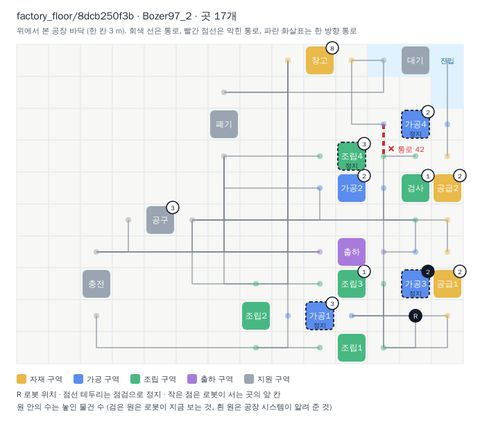 factory_floor/8dcb250f3b · Bozer97_2 · 곳 17개
위에서 본 공장 바닥 (한 칸 3 m). 회색 선은 통로, 빨간 점선은 막힌 통로, 파란 화살표는 한 방향 통로
8
창고
대기
진입
2
폐기
가공4
정지
3
조립4
정지
✕ 통로 42
2
1
2
가공2
검사
공급2
3
공구
출하
1
2
2
충전
조립3
가공3
정지
공급1
3
조립2
가공1
정지
R
조립1
자재 구역
가공 구역
조립 구역
출하 구역
지원 구역
R 로봇 위치 · 점선 테두리는 점검으로 정지 · 작은 점은 로봇이 서는 곳의 앞 칸
원 안의 수는 놓인 물건 수 (검은 원은 로봇이 지금 보는 것, 흰 원은 공장 시스템이 알려 준 것)